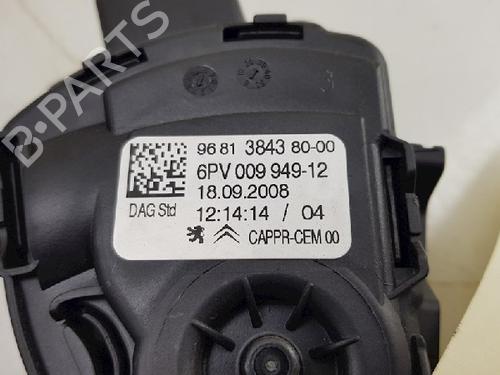 96 81 3843 80-00
6PV 009 949-12
18.09.2008
DAG Std
12:14:14 / 04
CAPPR-CEM 00
B-PARTS